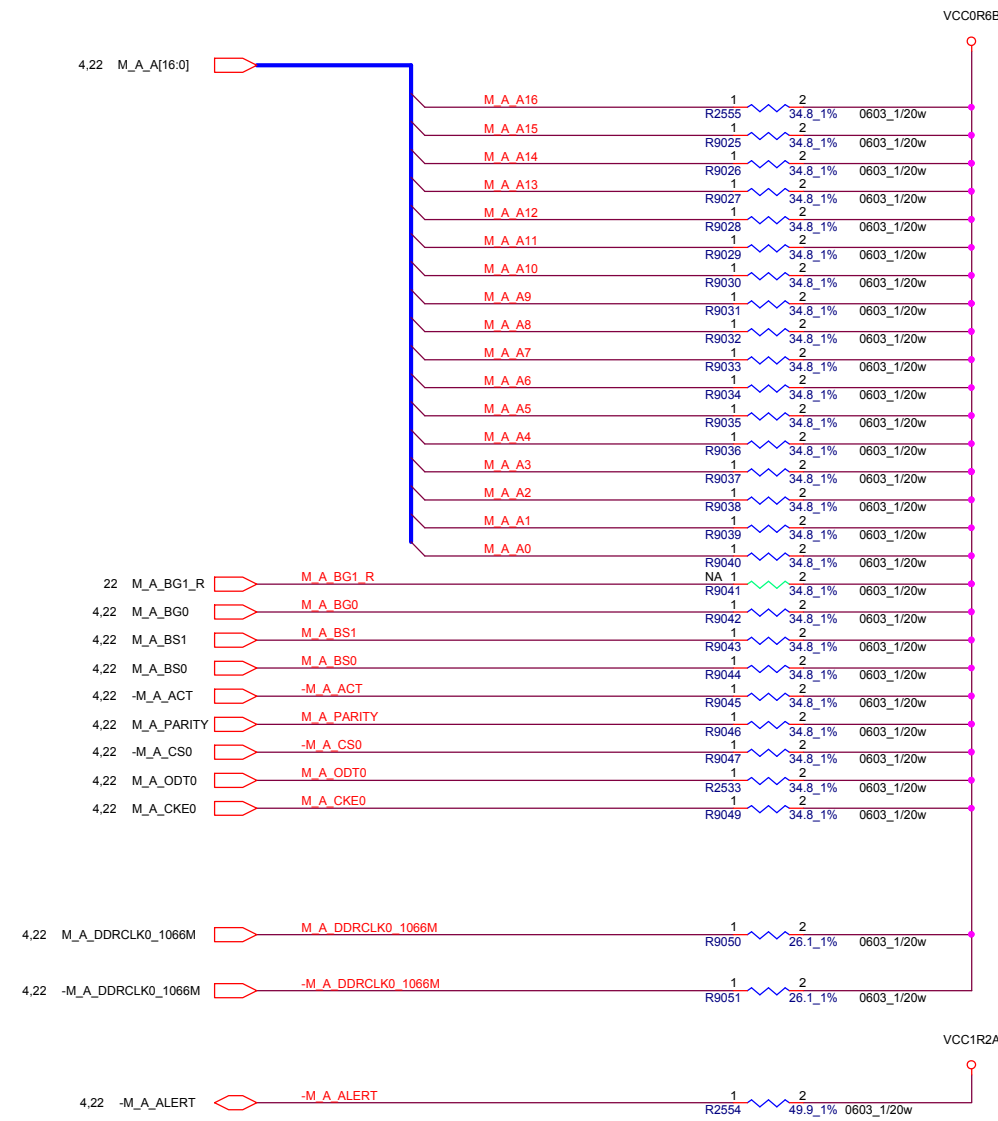 VCC0R6B
4,22 M_A_A[16:0]
M_A_A16 1 2
R2555 34.8_1% 0603_1/20w
M_A_A15 1 2
R9025 34.8_1% 0603_1/20w
M_A_A14 1 2
R9026 34.8_1% 0603_1/20w
M_A_A13 1 2
R9027 34.8_1% 0603_1/20w
M_A_A12 1 2
R9028 34.8_1% 0603_1/20w
M_A_A11 1 2
R9029 34.8_1% 0603_1/20w
M_A_A10 1 2
R9030 34.8_1% 0603_1/20w
M_A_A9 1 2
R9031 34.8_1% 0603_1/20w
M_A_A8 1 2
R9032 34.8_1% 0603_1/20w
M_A_A7 1 2
R9033 34.8_1% 0603_1/20w
M_A_A6 1 2
R9034 34.8_1% 0603_1/20w
M_A_A5 1 2
R9035 34.8_1% 0603_1/20w
M_A_A4 1 2
R9036 34.8_1% 0603_1/20w
M_A_A3 1 2
R9037 34.8_1% 0603_1/20w
M_A_A2 1 2
R9038 34.8_1% 0603_1/20w
M_A_A1 1 2
R9039 34.8_1% 0603_1/20w
M_A_A0 1 2
R9040 34.8_1% 0603_1/20w
22 M_A_BG1_R M_A_BG1_R NA 1 2
R9041 34.8_1% 0603_1/20w
4,22 M_A_BG0 M_A_BG0 1 2
R9042 34.8_1% 0603_1/20w
4,22 M_A_BS1 M_A_BS1 1 2
R9043 34.8_1% 0603_1/20w
4,22 M_A_BS0 M_A_BS0 1 2
R9044 34.8_1% 0603_1/20w
4,22 -M_A_ACT -M_A_ACT 1 2
R9045 34.8_1% 0603_1/20w
4,22 M_A_PARITY M_A_PARITY 1 2
R9046 34.8_1% 0603_1/20w
4,22 -M_A_CS0 -M_A_CS0 1 2
R9047 34.8_1% 0603_1/20w
4,22 M_A_ODT0 M_A_ODT0 1 2
R2533 34.8_1% 0603_1/20w
4,22 M_A_CKE0 M_A_CKE0 1 2
R9049 34.8_1% 0603_1/20w
4,22 M_A_DDRCLK0_1066M M_A_DDRCLK0_1066M 1 2
R9050 26.1_1% 0603_1/20w
4,22 -M_A_DDRCLK0_1066M -M_A_DDRCLK0_1066M 1 2
R9051 26.1_1% 0603_1/20w
VCC1R2A
4,22 -M_A_ALERT -M_A_ALERT 1 2
R2554 49.9_1% 0603_1/20w